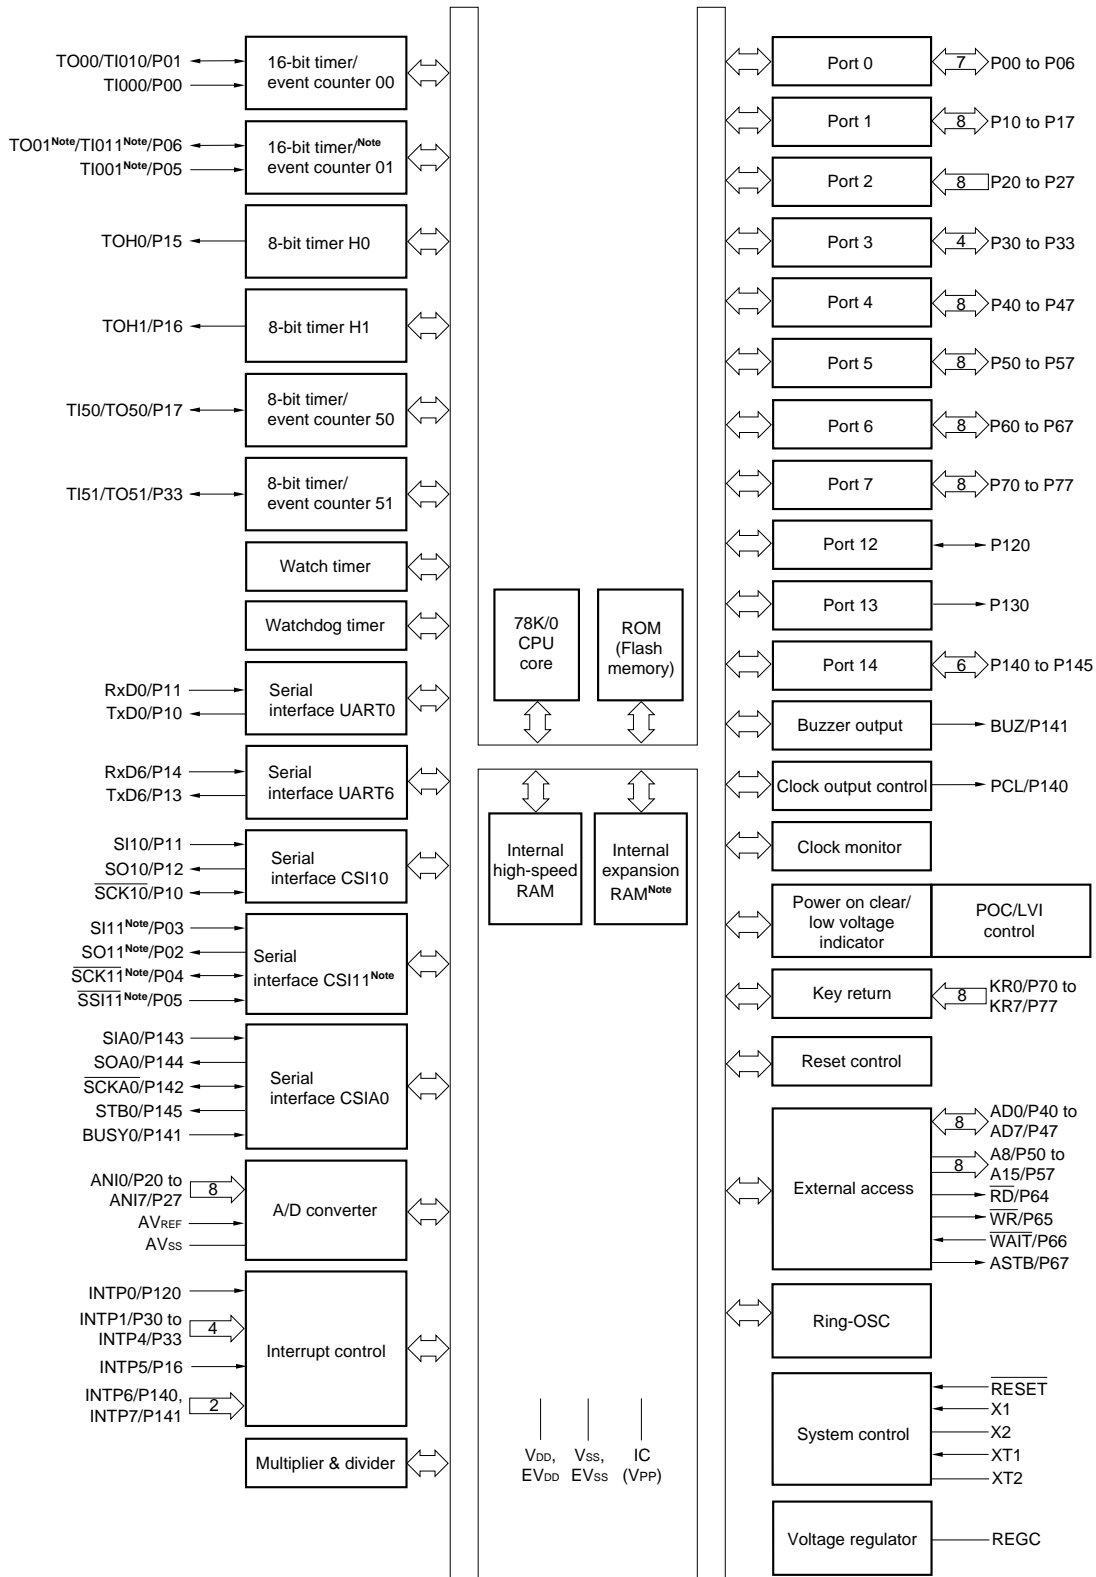 TO00/TI010/P01
TI000/P00
16-bit timer/
event counter 00
TO01Note/TI011Note/P06
TI001Note/P05
16-bit timer/Note
event counter 01
TOH0/P15
8-bit timer H0
TOH1/P16
8-bit timer H1
TI50/TO50/P17
8-bit timer/
event counter 50
TI51/TO51/P33
8-bit timer/
event counter 51
Watch timer
Watchdog timer
RxD0/P11
TxD0/P10
Serial
interface UART0
RxD6/P14
TxD6/P13
Serial
interface UART6
SI10/P11
SO10/P12
SCK10/P10
Serial
interface CSI10
SI11Note/P03
SO11Note/P02
SCK11Note/P04
SSI11Note/P05
Serial
interface CSI11Note
SIA0/P143
SOA0/P144
SCKA0/P142
STB0/P145
BUSY0/P141
Serial
interface CSIA0
ANI0/P20 to
ANI7/P27
8
AVREF
AVSS
A/D converter
INTP0/P120
INTP1/P30 to
INTP4/P33
4
INTP5/P16
INTP6/P140,
INTP7/P141
2
Interrupt control
Multiplier & divider
78K/0
CPU
core
ROM
(Flash
memory)
Internal
high-speed
RAM
Internal
expansion
RAMNote
VDD,
EVDD
VSS,
EVSS
IC
(VPP)
Port 0
7
P00 to P06
Port 1
8
P10 to P17
Port 2
8
P20 to P27
Port 3
4
P30 to P33
Port 4
8
P40 to P47
Port 5
8
P50 to P57
Port 6
8
P60 to P67
Port 7
8
P70 to P77
Port 12
P120
Port 13
P130
Port 14
6
P140 to P145
Buzzer output
BUZ/P141
Clock output control
PCL/P140
Clock monitor
Power on clear/
low voltage
indicator
POC/LVI
control
Key return
8
KR0/P70 to
KR7/P77
Reset control
External access
8
AD0/P40 to
AD7/P47
8
A8/P50 to
A15/P57
RD/P64
WR/P65
WAIT/P66
ASTB/P67
Ring-OSC
System control
RESET
X1
X2
XT1
XT2
Voltage regulator
REGC